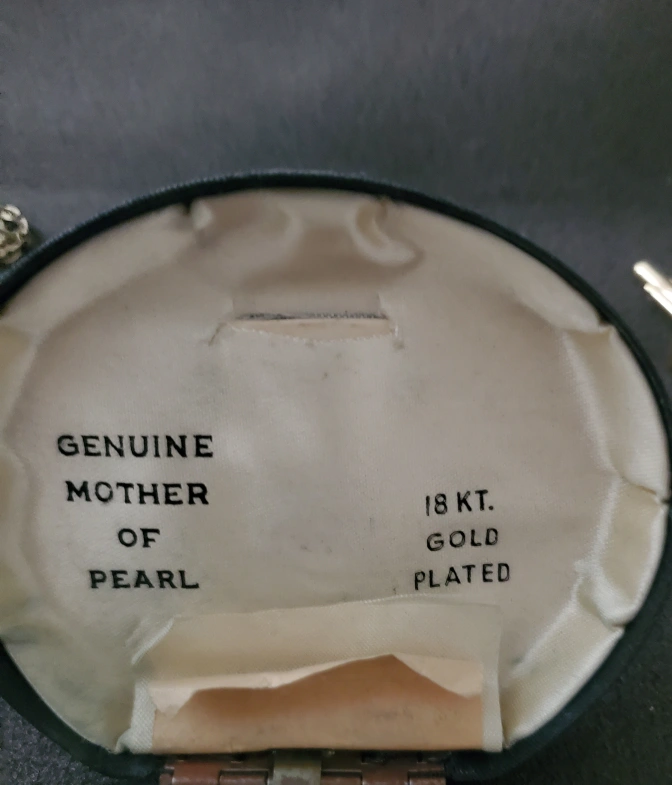 GENUINE
MOTHER
OF
PEARL
18 KT.
GOLD
PLATED